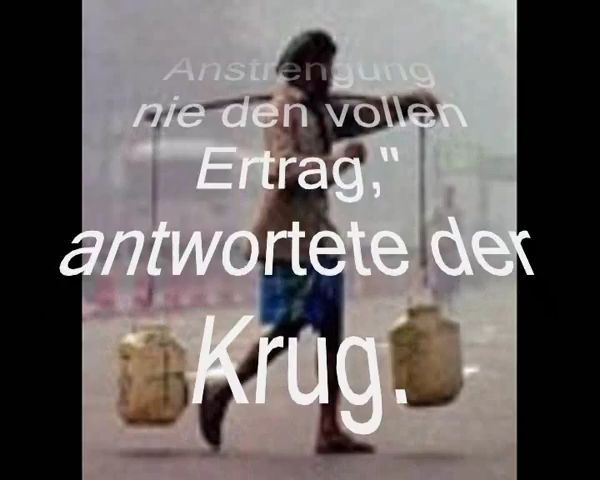 Anstrengung
nie den vollen
Ertrag,"
antwortete der
Krug.